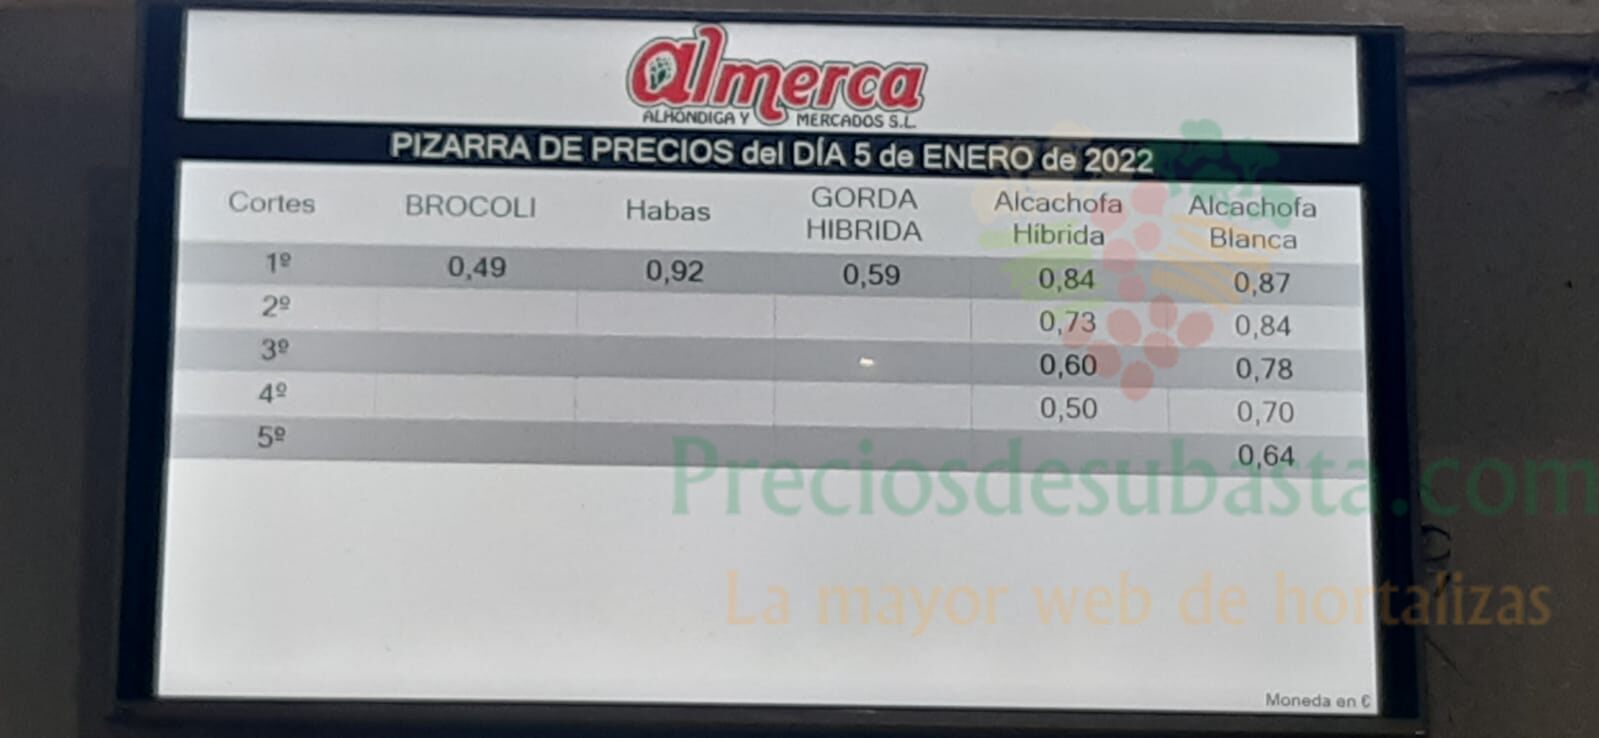 almerca
ALHÓNDIGA Y MERCADOS S.L.
PIZARRA DE PRECIOS del DÍA 5 de ENERO de 2022
Cortes BROCOLI Habas GORDA HIBRIDA Alcachofa Híbrida Alcachofa Blanca
1º 0,49 0,92 0,59 0,84 0,87
2º 0,73 0,84
3º 0,60 0,78
4º 0,50 0,70
5º 0,64
Preciosdesubasta.com
La mayor web de hortalizas
Moneda en €